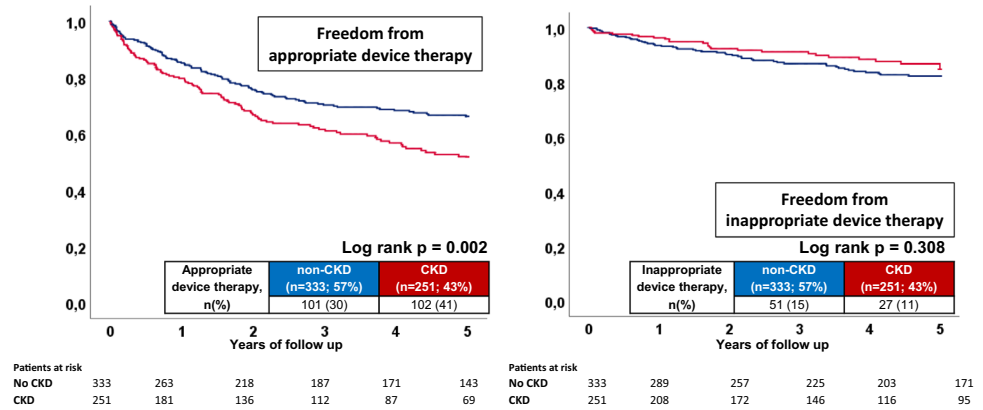 Freedom from
appropriate device therapy
1,0
0,8
0,6
0,4
0,2
0,0
Log rank p = 0.002
Appropriate device therapy, n(%)
non-CKD (n=333; 57%)
CKD (n=251; 43%)
101 (30)
102 (41)
0 1 2 3 4 5
Years of follow up
Patients at risk
No CKD 333 263 218 187 171 143
CKD 251 181 136 112 87 69
1,0
0,8
0,6
0,4
0,2
0,0
Freedom from
inappropriate device therapy
Log rank p = 0.308
Inappropriate device therapy, n(%)
non-CKD (n=333; 57%)
CKD (n=251; 43%)
51 (15)
27 (11)
0 1 2 3 4 5
Years of follow up
Patients at risk
No CKD 333 289 257 225 203 171
CKD 251 208 172 146 116 95